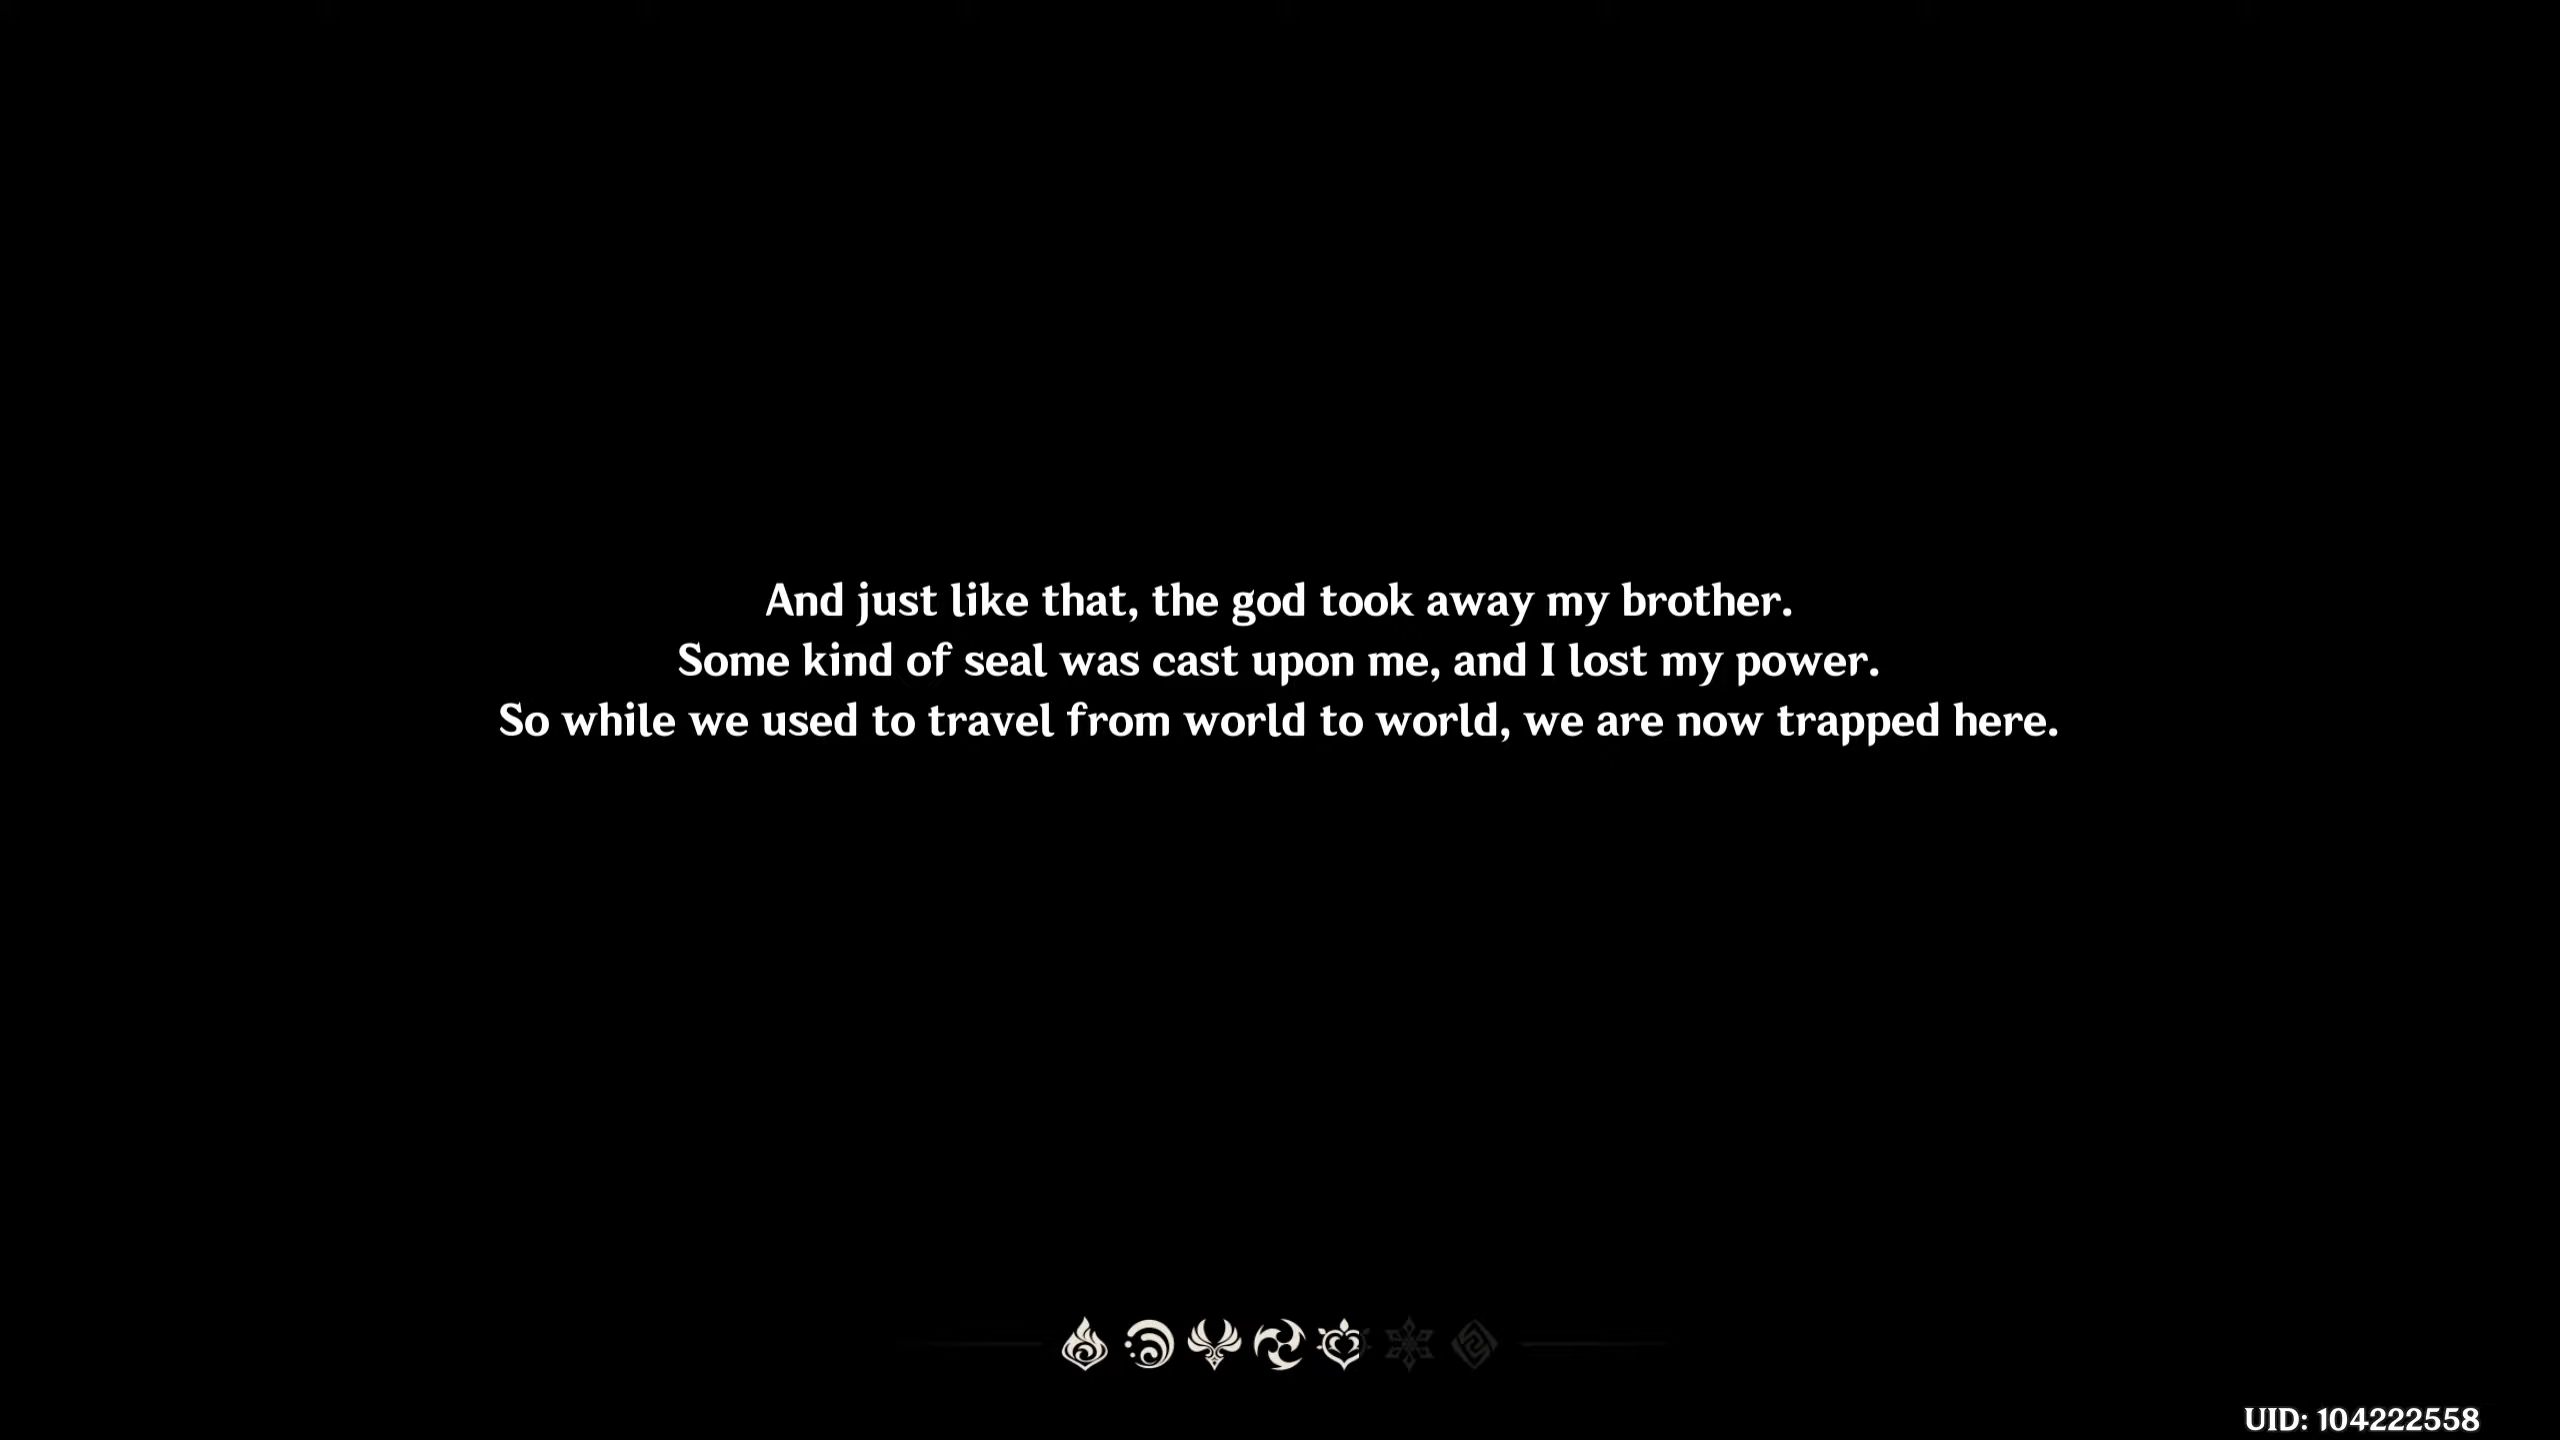 And just like that, the god took away my brother.
Some kind of seal was cast upon me, and I lost my power.
So while we used to travel from world to world, we are now trapped here.
UID: 104222558